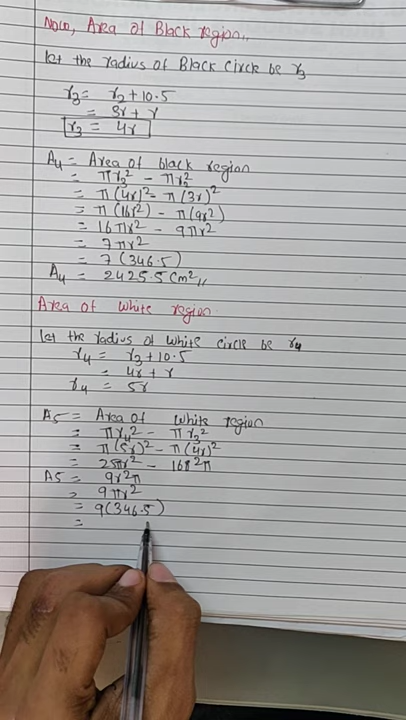 Now, Area of Black region,,
let the radius of Black circle be r₃
r₃ = r₂ + 10.5
= 3r + r
r₃ = 4r
A₄ = Area of black region
= πr₃² - πr₂²
= π(4r)² - π(3r)²
= π(16r²) - π(9r²)
= 16πr² - 9πr²
= 7πr²
= 7(346.5)
A₄ = 2425.5 cm²,,
Area of white region
let the radius of white circle be r₄
r₄ = r₃ + 10.5
= 4r + r
r₄ = 5r
A5 = Area of white region
= πr₄² - πr₃²
= π(5r)² - π(4r)²
= 25πr² - 16r²π
A5 = 9r²π
= 9πr²
= 9(346.5)
=